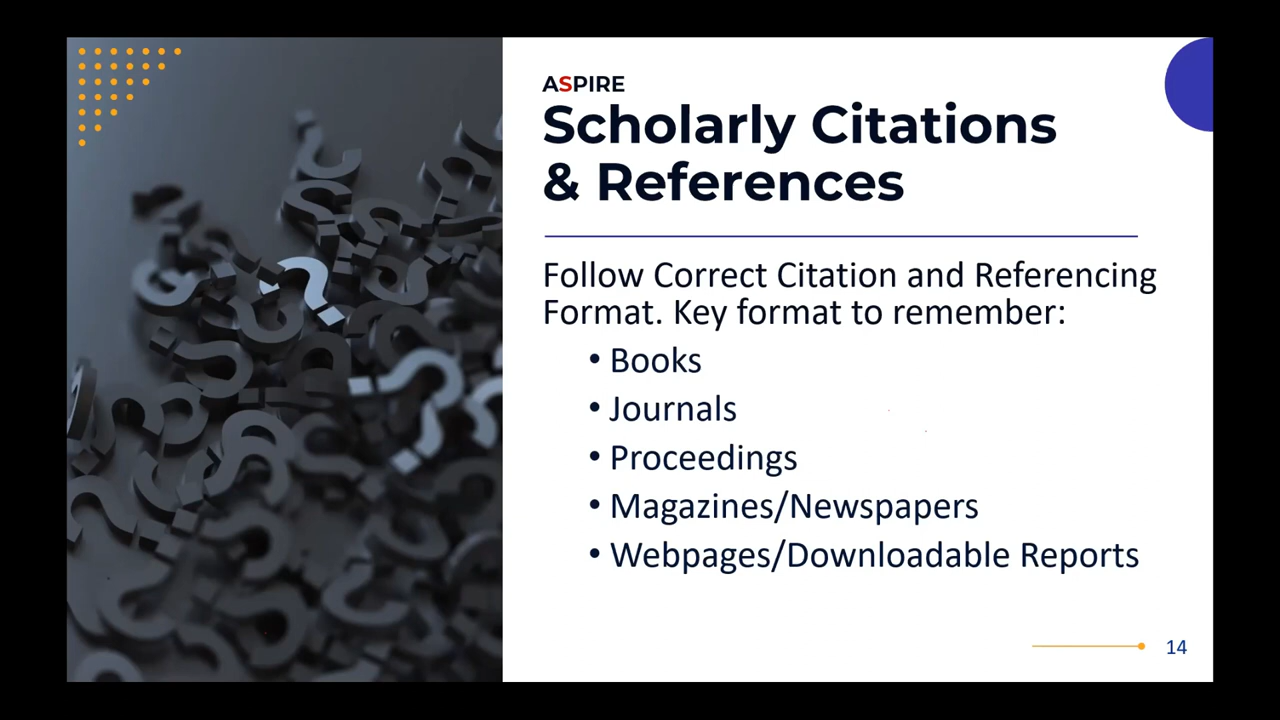 ASPIRE
Scholarly Citations
& References
Follow Correct Citation and Referencing
Format. Key format to remember:
• Books
• Journals
• Proceedings
• Magazines/Newspapers
• Webpages/Downloadable Reports
14